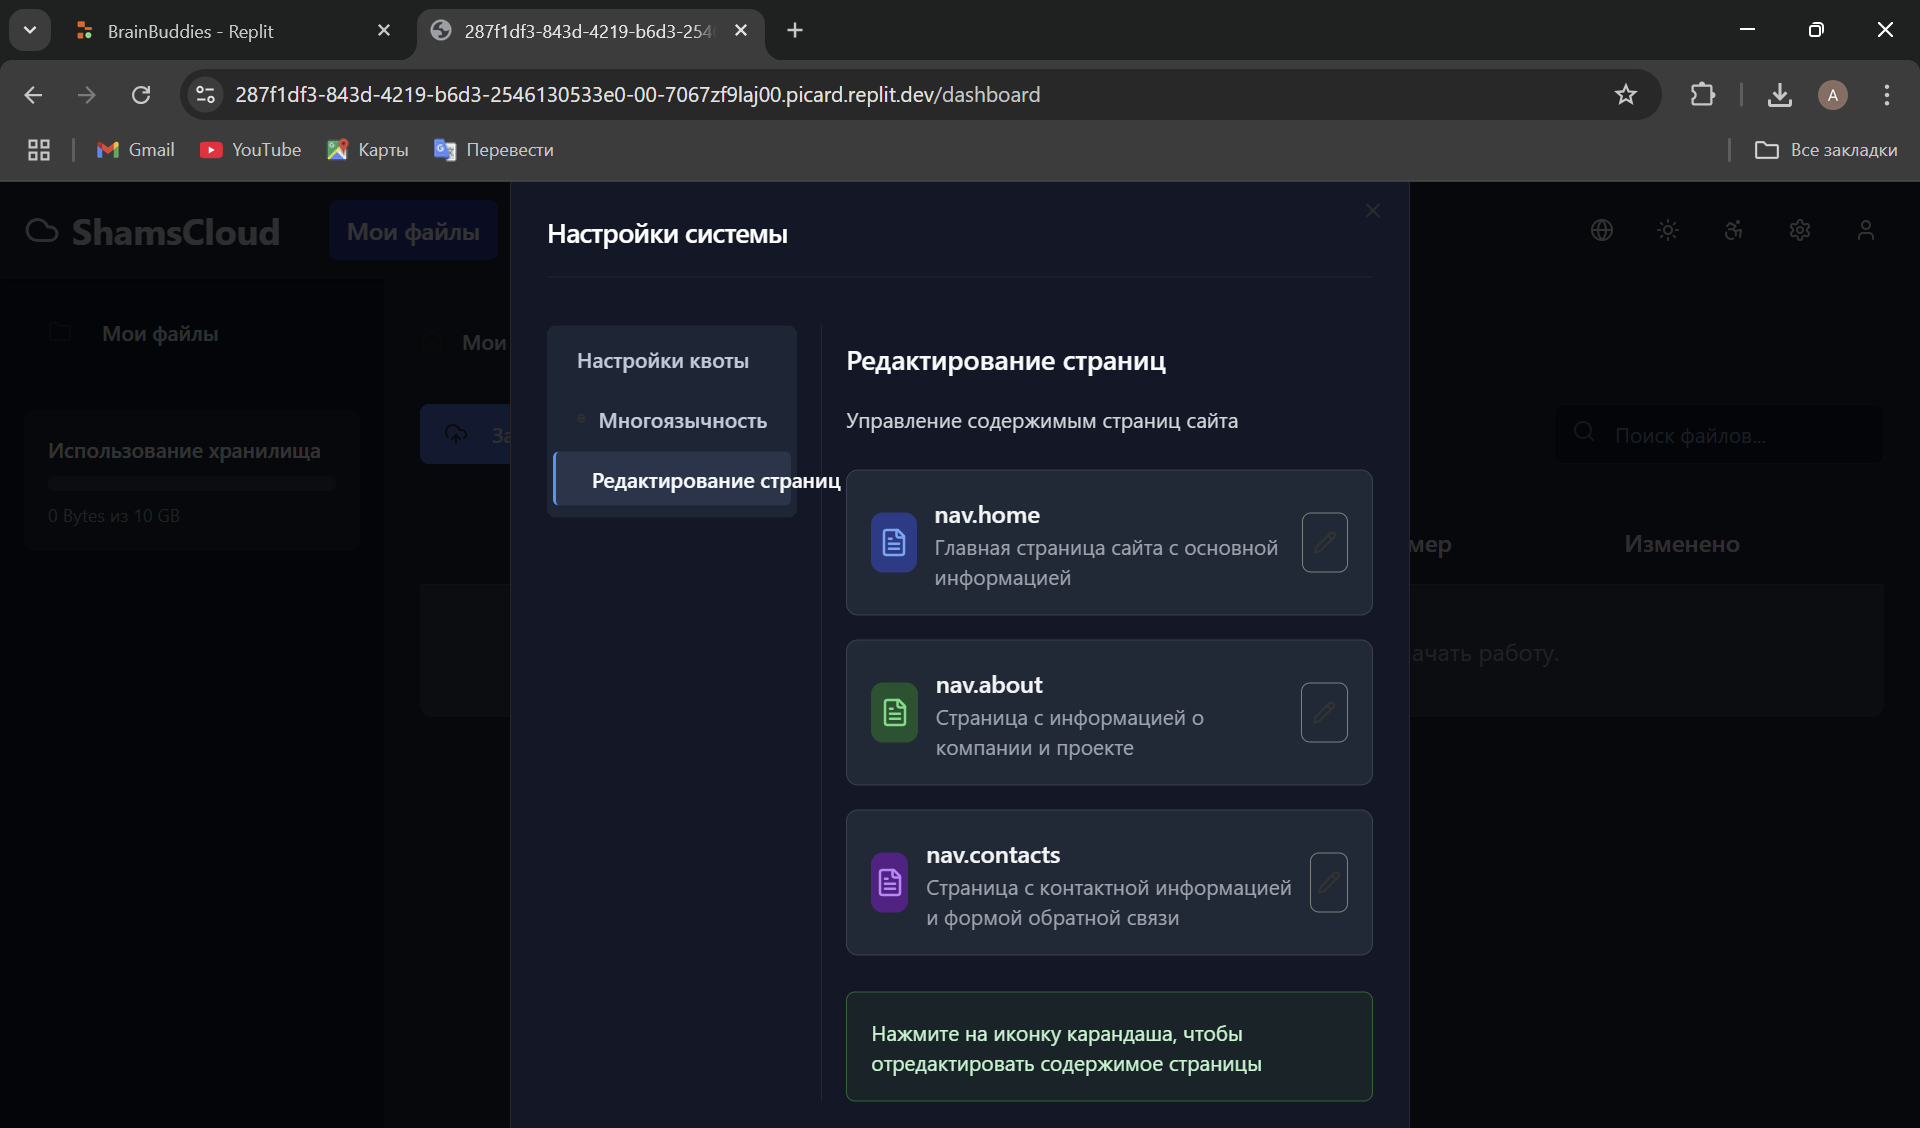 BrainBuddies - Replit
287f1df3-843d-4219-b6d3-254
287f1df3-843d-4219-b6d3-2546130533e0-00-7067zf9laj00.picard.replit.dev/dashboard
A
Gmail
YouTube
Карты
Перевести
Все закладки
ShamsCloud
Мои файлы
Настройки системы
Мои файлы
Мои
Использование хранилища
0 Bytes из 10 GB
За
Настройки квоты
Многоязычность
Редактирование страниц
Редактирование страниц
Управление содержимым страниц сайта
nav.home
Главная страница сайта с основной
информацией
nav.about
Страница с информацией о
компании и проекте
nav.contacts
Страница с контактной информацией
и формой обратной связи
Нажмите на иконку карандаша, чтобы
отредактировать содержимое страницы
Поиск файлов...
мер
Изменено
ачать работу.